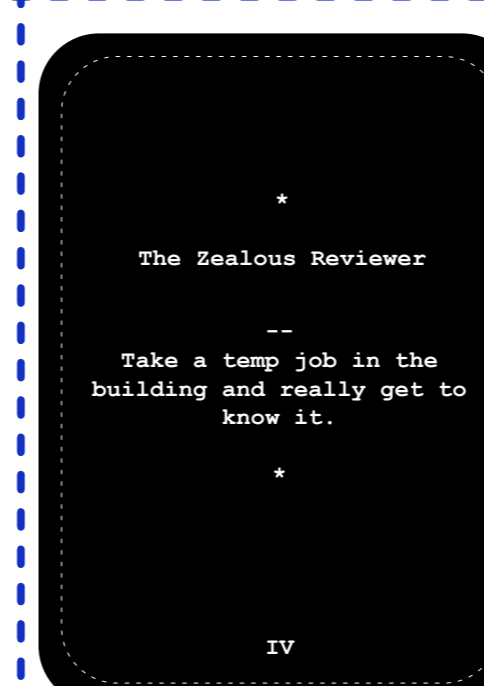 *
The Zealous Reviewer
--
Take a temp job in the
building and really get to
know it.
*
IV